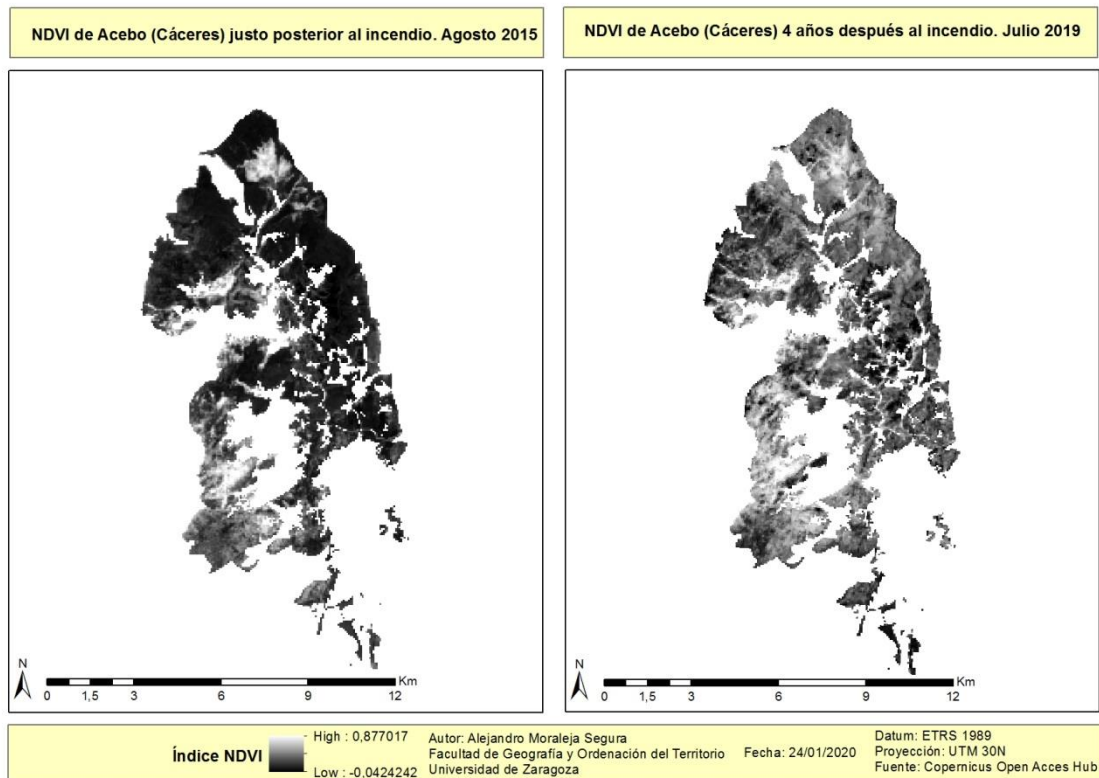 NDVI de Acebo (Cáceres) justo posterior al incendio. Agosto 2015
NDVI de Acebo (Cáceres) 4 años después al incendio. Julio 2019
N
Km
0 1,5 3 6 9 12
N
Km
0 1,5 3 6 9 12
Índice NDVI
High : 0,877017
Low : -0,0424242
Autor: Alejandro Moraleja Segura
Facultad de Geografía y Ordenación del Territorio
Universidad de Zaragoza
Fecha: 24/01/2020
Datum: ETRS 1989
Proyección: UTM 30N
Fuente: Copernicus Open Acces Hub